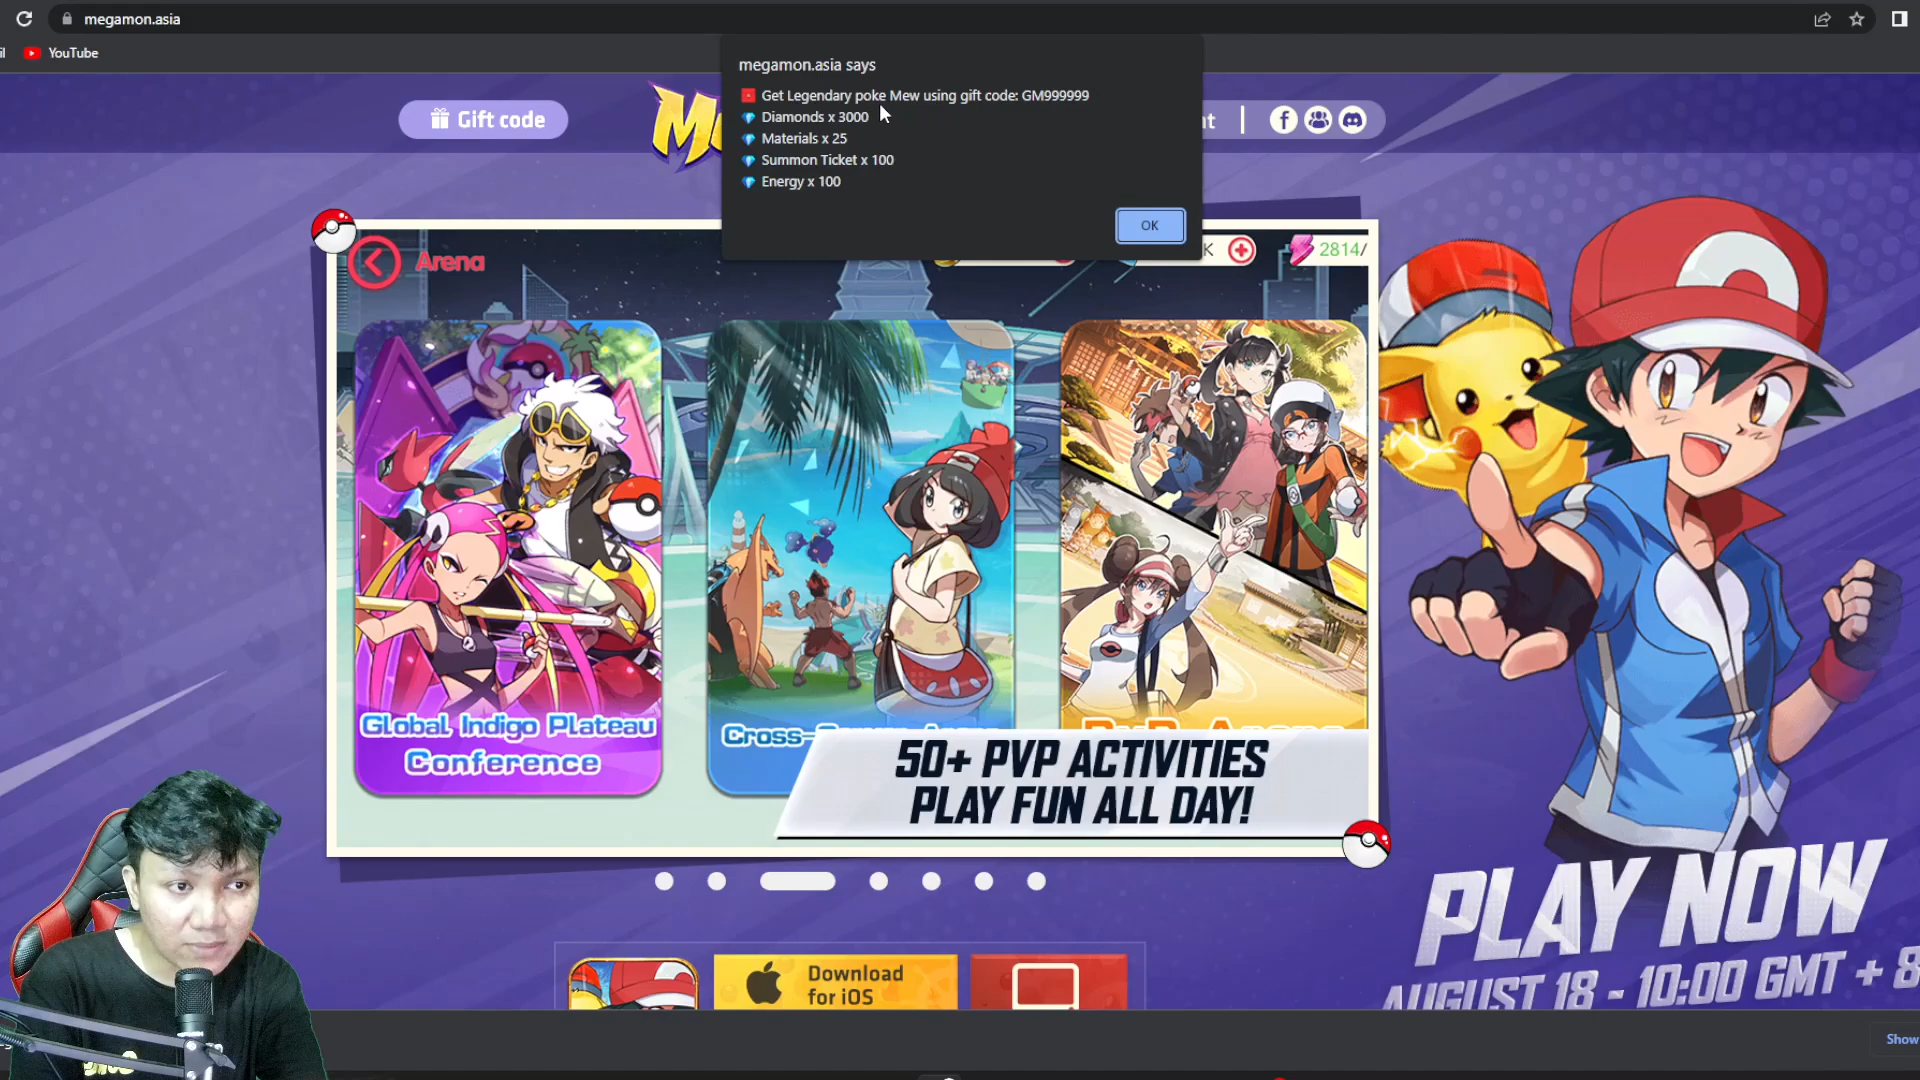 megamon.asia
YouTube
megamon.asia says
Get Legendary poke Mew using gift code: GM999999
Diamonds x 3000
Materials x 25
Summon Ticket x 100
Energy x 100
OK
Gift code
Arena
K
2814/
Global Indigo Plateau
Conference
Cross-
50+ PVP ACTIVITIES
PLAY FUN ALL DAY!
PLAY NOW
AUGUST 18 - 10:00 GMT + 8
Download
for iOS
Show